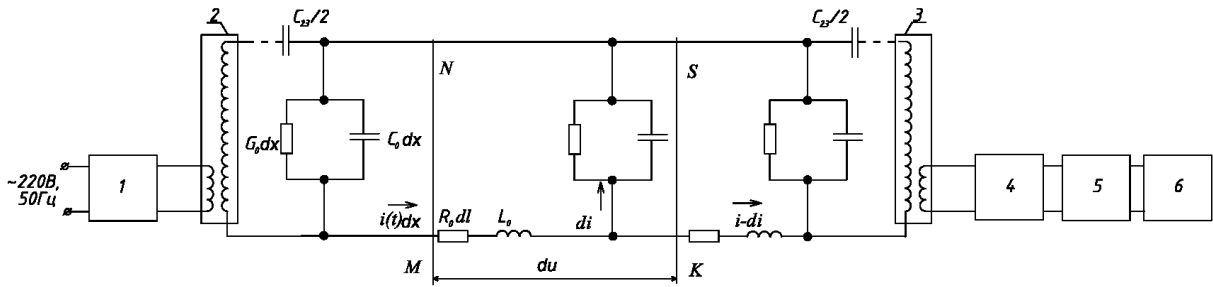 2
C₂₃/2
C₂₃/2
3
N
S
G₀dx
C₀dx
~220В,
50Гц
1
4
5
6
i(t)dx
R₀dl
L₀
di
i-di
M
du
K